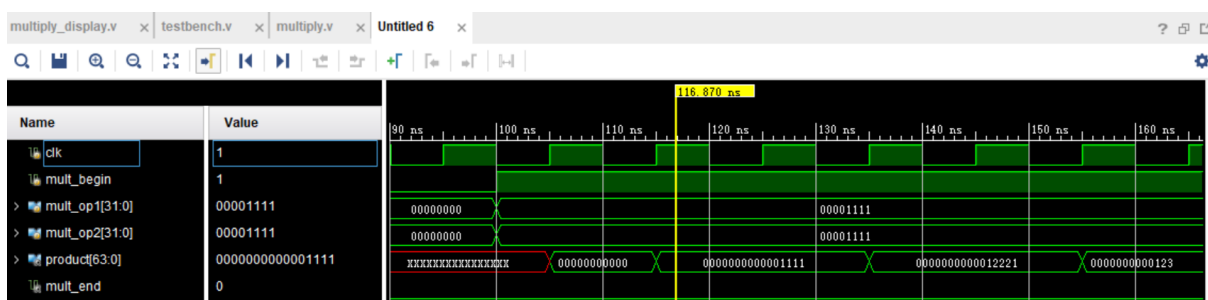 multiply_display.v × testbench.v × multiply.v × Untitled 6 ×
116.870 ns
Name Value
90 ns 100 ns 110 ns 120 ns 130 ns 140 ns 150 ns 160 ns
clk 1
mult_begin 1
mult_op1[31:0] 00001111 00000000 00001111
mult_op2[31:0] 00001111 00000000 00001111
product[63:0] 0000000000001111 XXXXXXXXXXXXXXXX 00000000000 0000000000001111 0000000000012221 0000000000123
mult_end 0